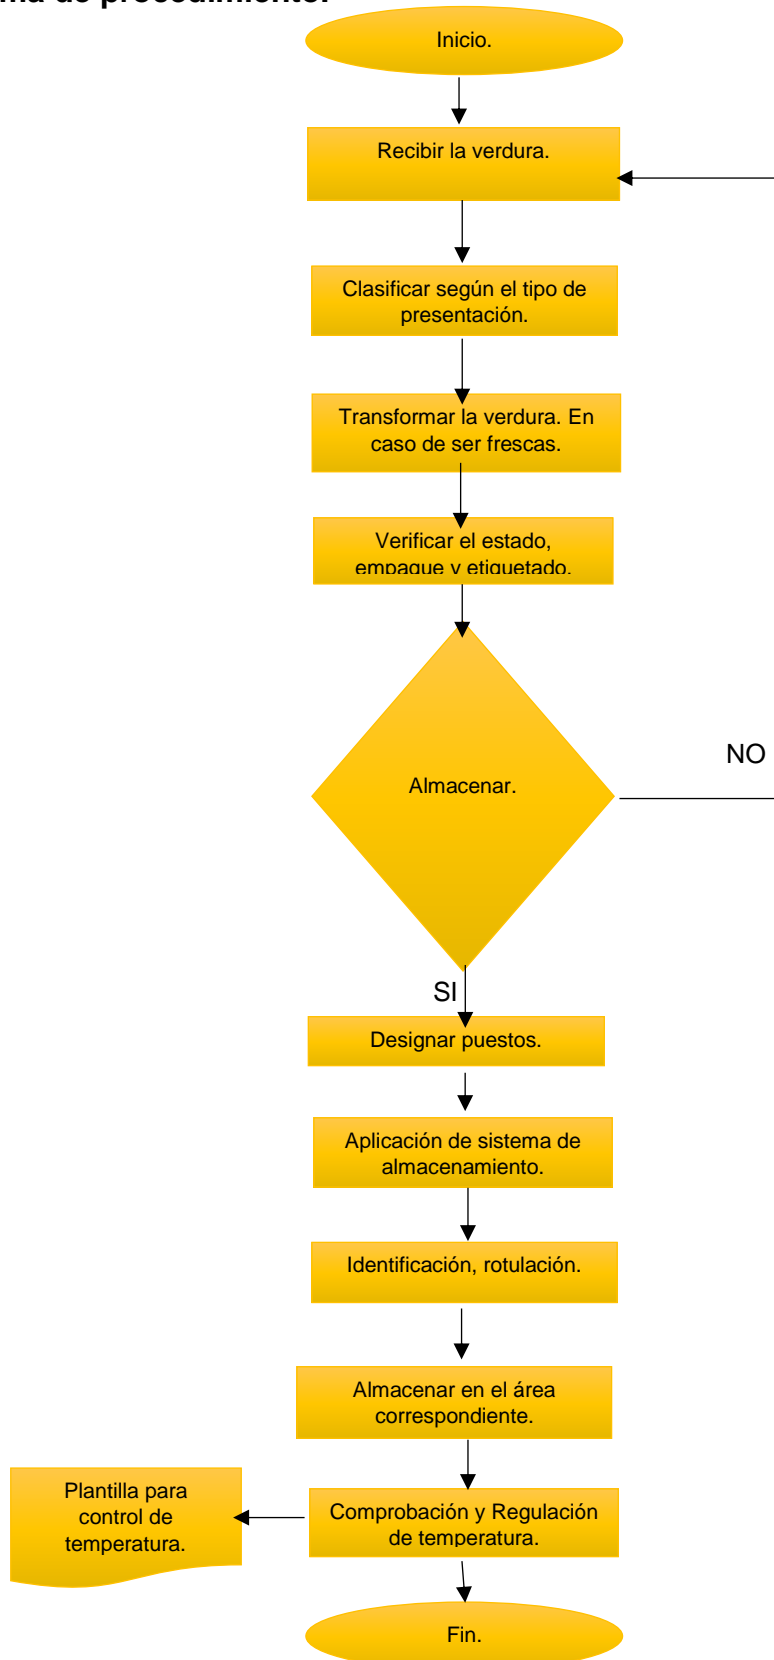 de procedimiento.
Inicio.
Recibir la verdura.
Clasificar según el tipo de
presentación.
Transformar la verdura. En
caso de ser frescas.
Verificar el estado,
empaque y etiquetado.
Almacenar.
NO
SI
Designar puestos.
Aplicación de sistema de
almacenamiento.
Identificación, rotulación.
Almacenar en el área
correspondiente.
Plantilla para
control de
temperatura.
Comprobación y Regulación
de temperatura.
Fin.